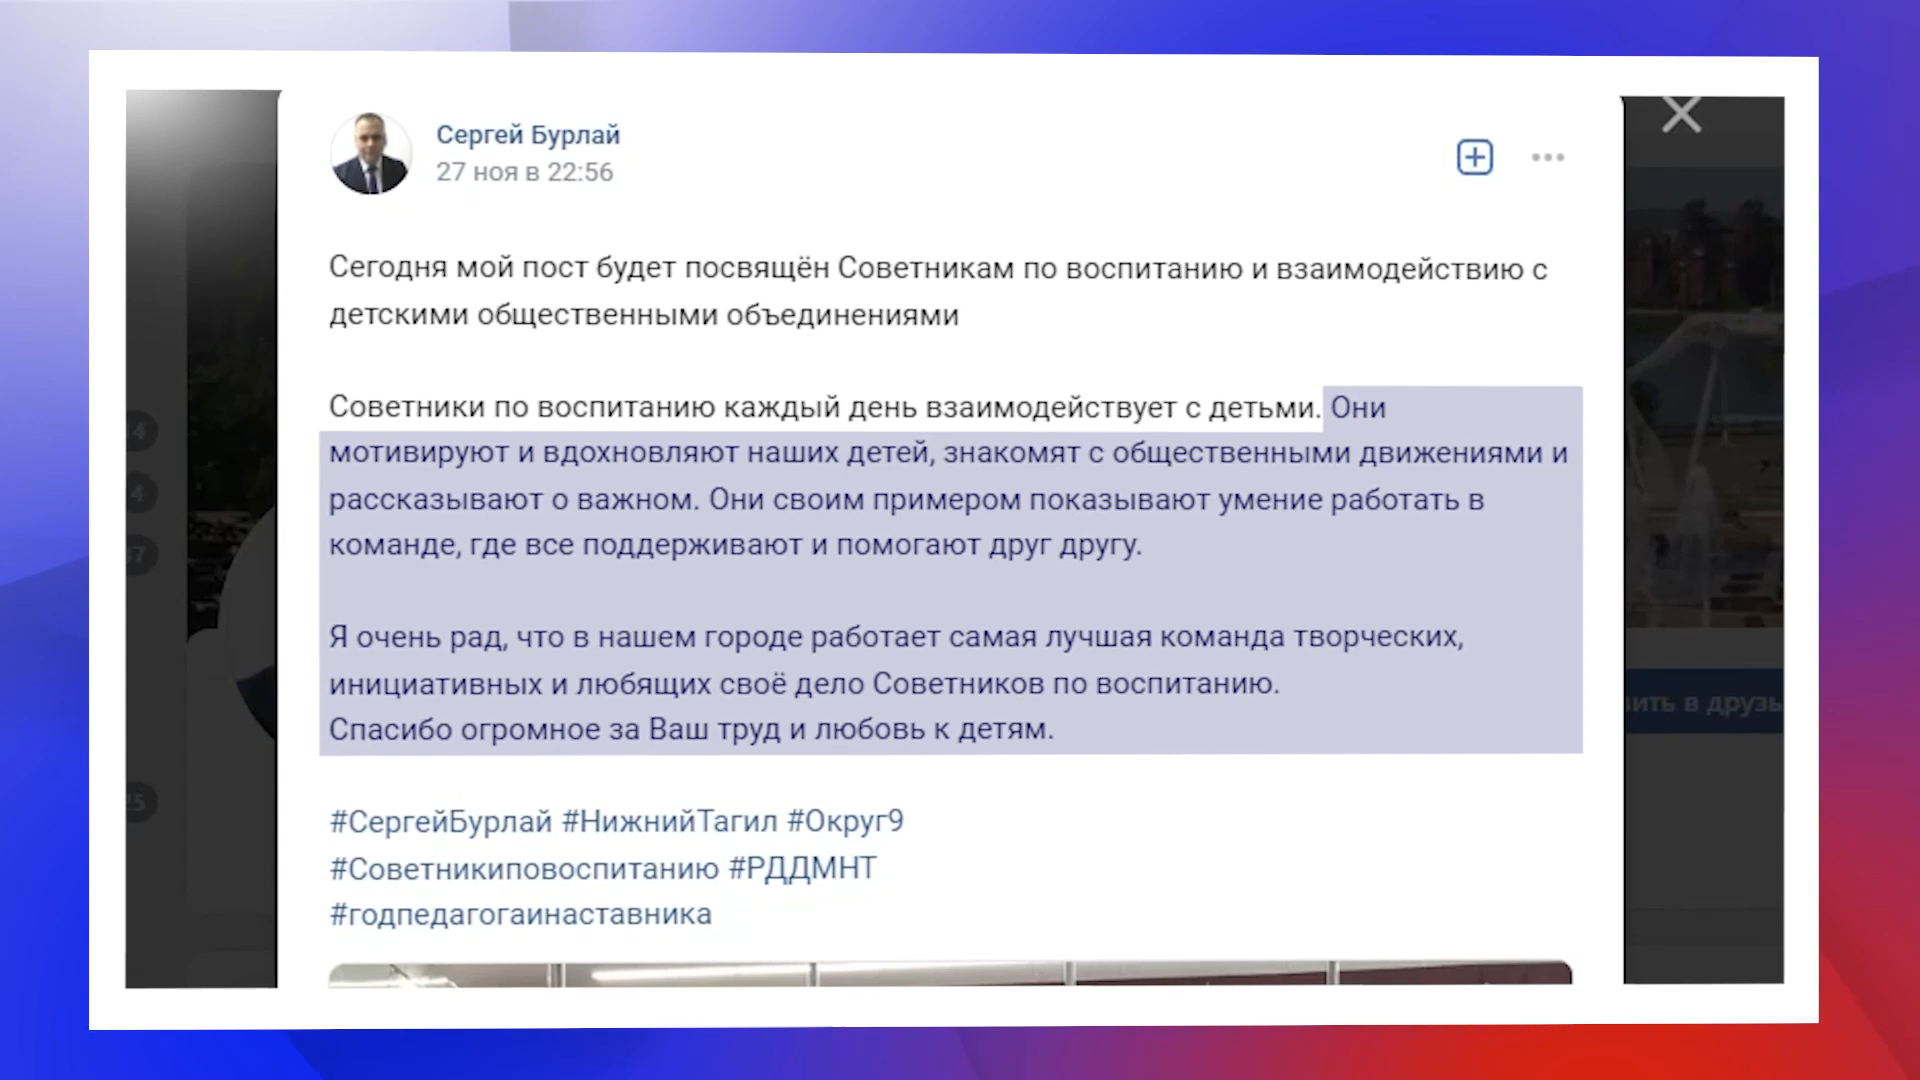 Сергей Бурлай
27 ноя в 22:56
Сегодня мой пост будет посвящён Советникам по воспитанию и взаимодействию с
детскими общественными объединениями
Советники по воспитанию каждый день взаимодействует с детьми. Они
мотивируют и вдохновляют наших детей, знакомят с общественными движениями и
рассказывают о важном. Они своим примером показывают умение работать в
команде, где все поддерживают и помогают друг другу.
Я очень рад, что в нашем городе работает самая лучшая команда творческих,
инициативных и любящих своё дело Советников по воспитанию.
Спасибо огромное за Ваш труд и любовь к детям.
#СергейБурлай #НижнийТагил #Округ9
#Советникиповоспитанию #РДДМНТ
#годпедагогаинаставника